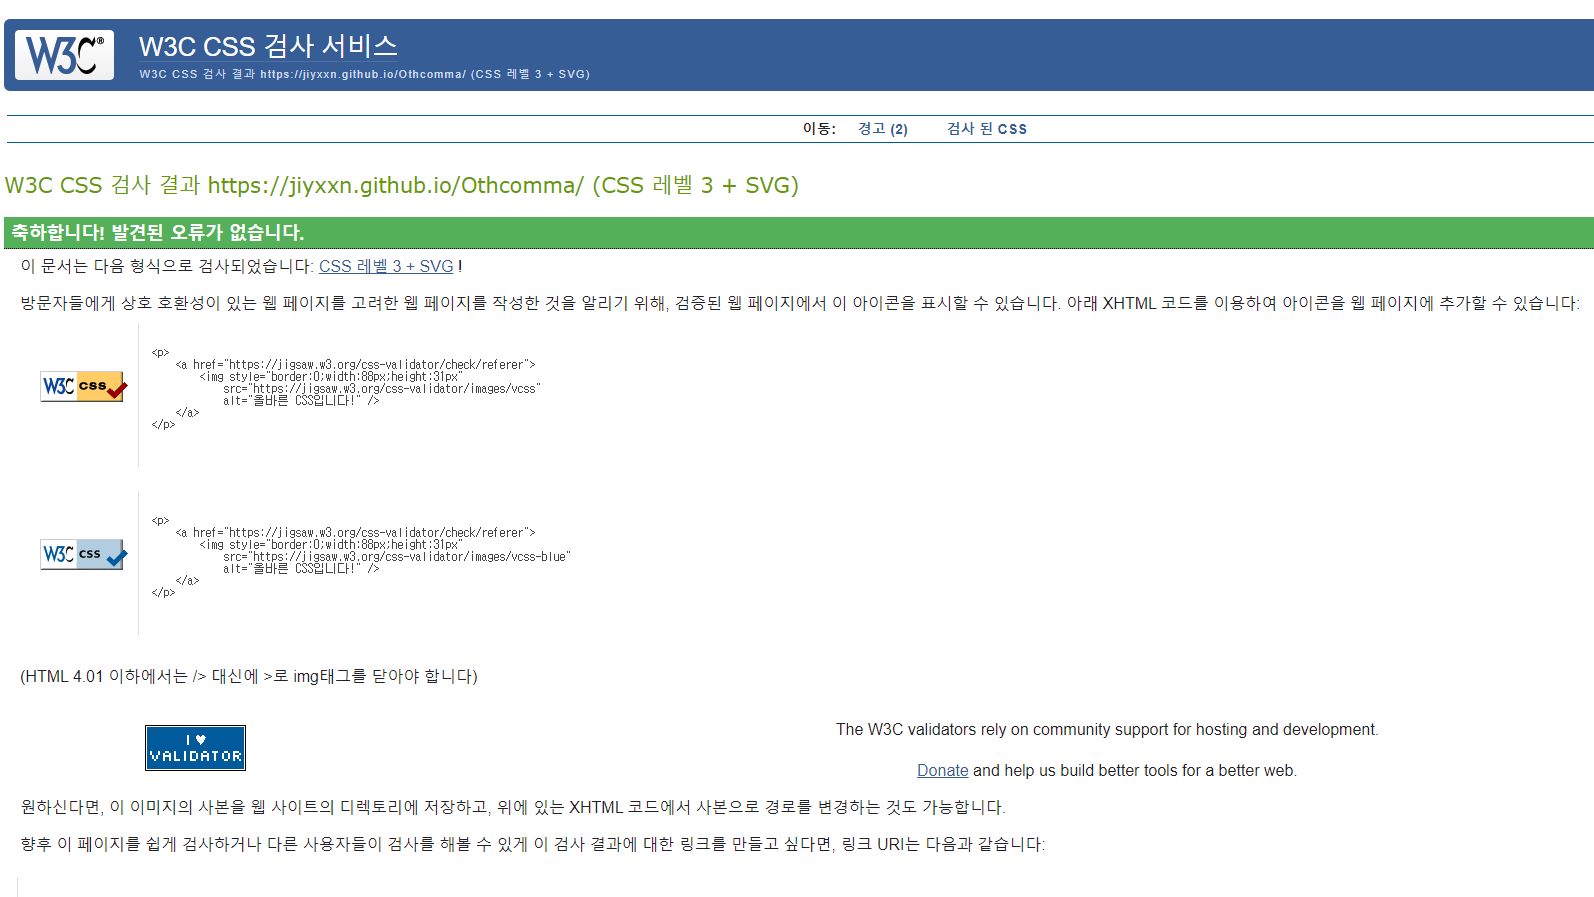 W3C® W3C CSS 검사 서비스
W3C CSS 검사 결과 https://jiyxxn.github.io/Othcomma/ (CSS 레벨 3 + SVG)
이동: 경고 (2) 검사 된 CSS
W3C CSS 검사 결과 https://jiyxxn.github.io/Othcomma/ (CSS 레벨 3 + SVG)
축하합니다! 발견된 오류가 없습니다.
이 문서는 다음 형식으로 검사되었습니다: CSS 레벨 3 + SVG !
방문자들에게 상호 호환성이 있는 웹 페이지를 고려한 웹 페이지를 작성한 것을 알리기 위해, 검증된 웹 페이지에서 이 아이콘을 표시할 수 있습니다. 아래 XHTML 코드를 이용하여 아이콘을 웹 페이지에 추가할 수 있습니다:
W3C css
<p>
<a href="https://jigsaw.w3.org/css-validator/check/referer">
<img style="border:0;width:88px;height:31px"
src="https://jigsaw.w3.org/css-validator/images/vcss"
alt="올바른 CSS입니다!" />
</a>
</p>
W3C css
<p>
<a href="https://jigsaw.w3.org/css-validator/check/referer">
<img style="border:0;width:88px;height:31px"
src="https://jigsaw.w3.org/css-validator/images/vcss-blue"
alt="올바른 CSS입니다!" />
</a>
</p>
(HTML 4.01 이하에서는 /> 대신에 >로 img태그를 닫아야 합니다)
I ♥
VALIDATOR
The W3C validators rely on community support for hosting and development.
Donate and help us build better tools for a better web.
원하신다면, 이 이미지의 사본을 웹 사이트의 디렉토리에 저장하고, 위에 있는 XHTML 코드에서 사본으로 경로를 변경하는 것도 가능합니다.
향후 이 페이지를 쉽게 검사하거나 다른 사용자들이 검사를 해볼 수 있게 이 검사 결과에 대한 링크를 만들고 싶다면, 링크 URI는 다음과 같습니다: